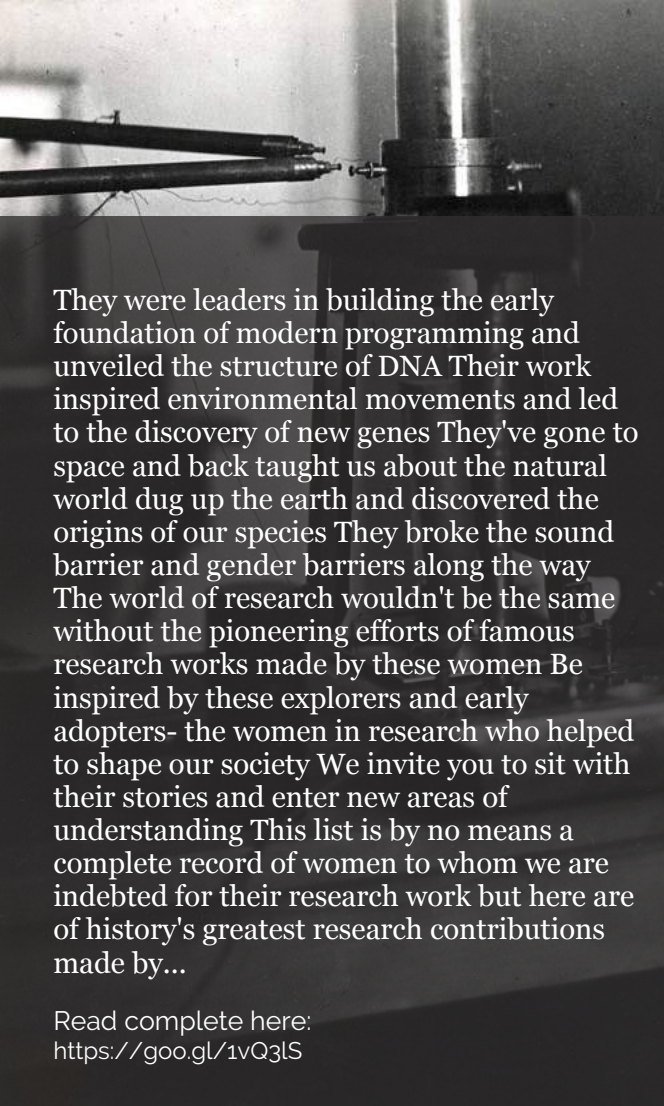 They were leaders in building the early
foundation of modern programming and
unveiled the structure of DNA Their work
inspired environmental movements and led
to the discovery of new genes They've gone to
space and back taught us about the natural
world dug up the earth and discovered the
origins of our species They broke the sound
barrier and gender barriers along the way
The world of research wouldn't be the same
without the pioneering efforts of famous
research works made by these women Be
inspired by these explorers and early
adopters- the women in research who helped
to shape our society We invite you to sit with
their stories and enter new areas of
understanding This list is by no means a
complete record of women to whom we are
indebted for their research work but here are
of history's greatest research contributions
made by...
Read complete here:
https://goo.gl/1vQ3lS